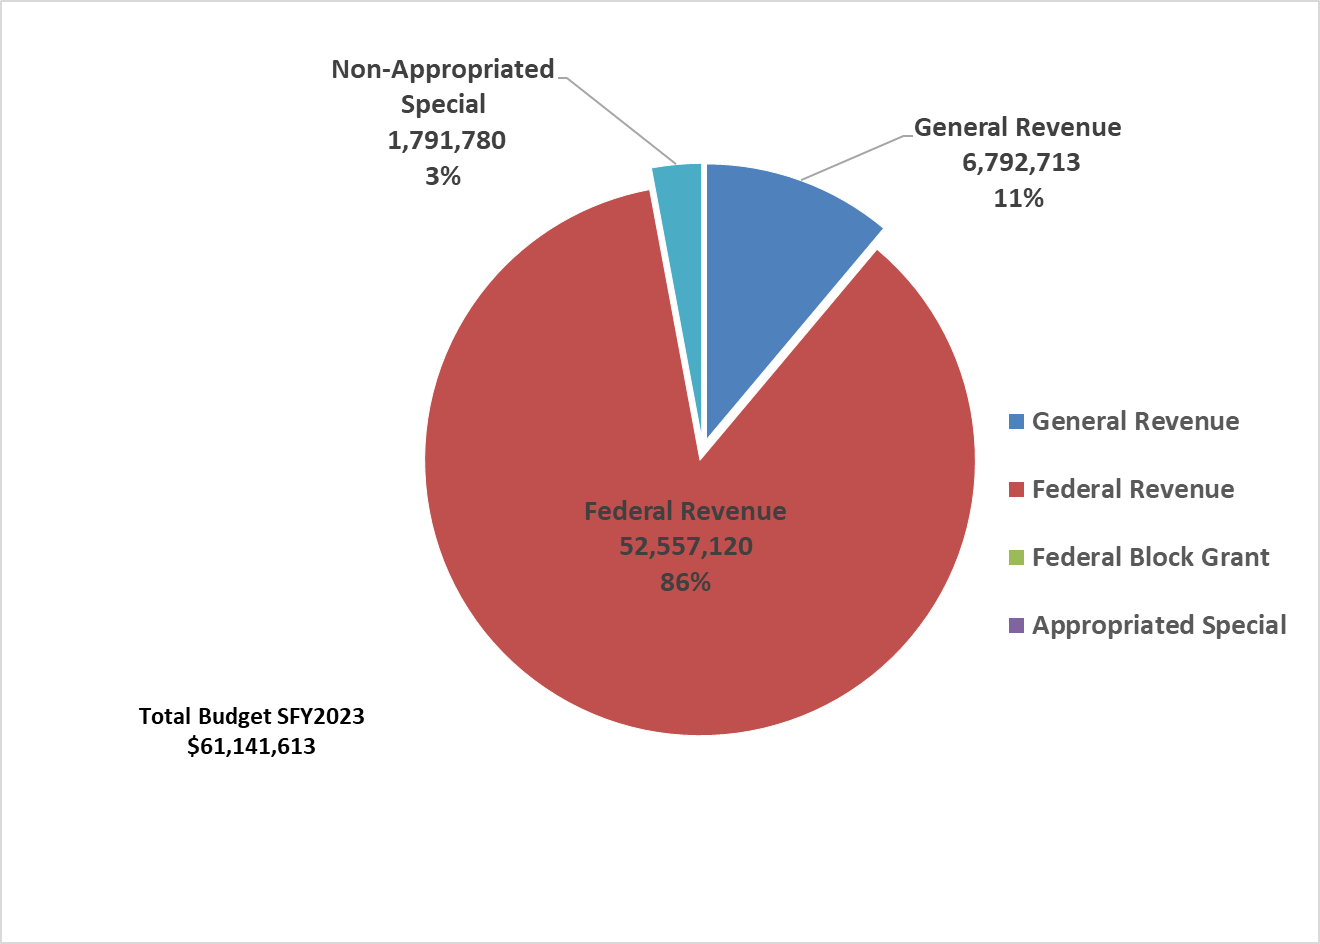 Non-Appropriated
Special
1,791,780
3%
General Revenue
6,792,713
11%
Federal Revenue
52,557,120
86%
General Revenue
Federal Revenue
Federal Block Grant
Appropriated Special
Total Budget SFY2023
$61,141,613